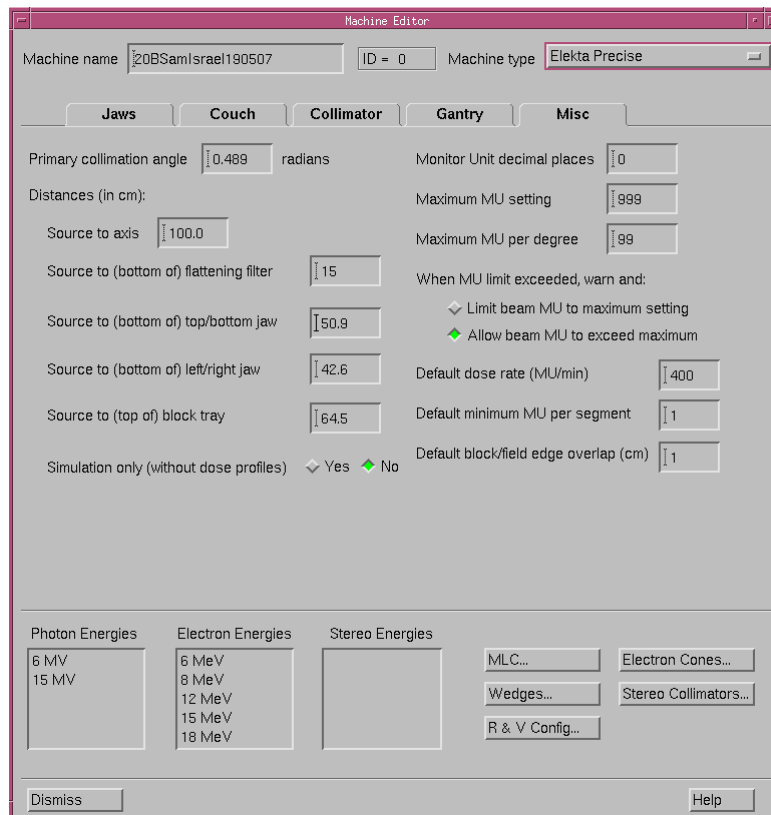 Machine Editor
Machine name 20BSamIsrael190507 ID = 0 Machine type Elekta Precise
Jaws Couch Collimator Gantry Misc
Primary collimation angle 0.489 radians
Distances (in cm):
Source to axis 100.0
Source to (bottom of) flattening filter 15
Source to (bottom of) top/bottom jaw 50.9
Source to (bottom of) left/right jaw 42.6
Source to (top of) block tray 64.5
Simulation only (without dose profiles) Yes No
Monitor Unit decimal places 0
Maximum MU setting 999
Maximum MU per degree 99
When MU limit exceeded, warn and:
Limit beam MU to maximum setting
Allow beam MU to exceed maximum
Default dose rate (MU/min) 400
Default minimum MU per segment 1
Default block/field edge overlap (cm) 1
Photon Energies
6 MV
15 MV
Electron Energies
6 MeV
8 MeV
12 MeV
15 MeV
18 MeV
Stereo Energies
MLC... Electron Cones...
Wedges... Stereo Collimators...
R & V Config...
Dismiss Help